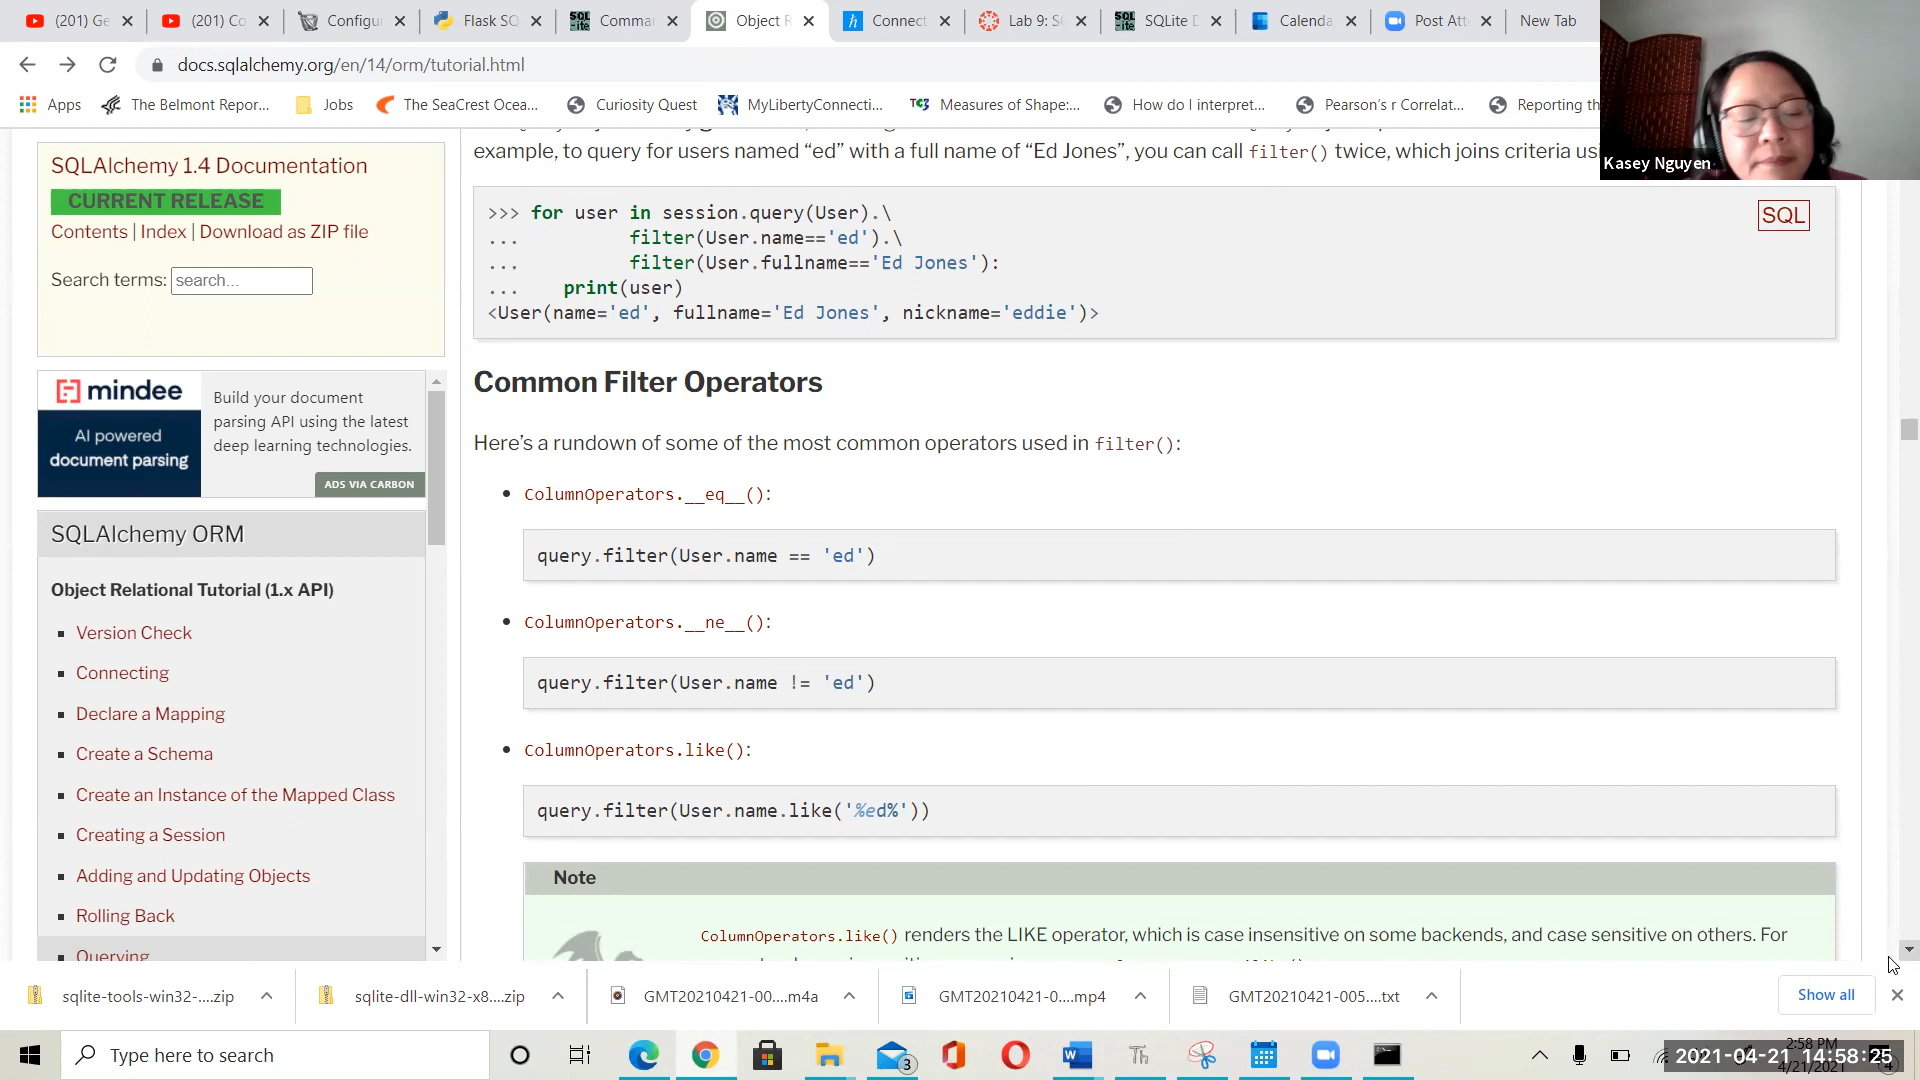 (201) Ge
(201) Co
Configu
Flask SQ
Comma
Object R
Connect
Lab 9: S
SQLite D
Calenda
Post Att
New Tab
docs.sqlalchemy.org/en/14/orm/tutorial.html
Apps
The Belmont Repor...
Jobs
The SeaCrest Ocea...
Curiosity Quest
MyLibertyConnecti...
Measures of Shape:...
How do I interpret...
Pearson's r Correlat...
Reporting th
Kasey Nguyen
SQLAlchemy 1.4 Documentation
CURRENT RELEASE
Contents | Index | Download as ZIP file
Search terms: search...
mindee
AI powered
document parsing
Build your document
parsing API using the latest
deep learning technologies.
ADS VIA CARBON
SQLAlchemy ORM
Object Relational Tutorial (1.x API)
Version Check
Connecting
Declare a Mapping
Create a Schema
Create an Instance of the Mapped Class
Creating a Session
Adding and Updating Objects
Rolling Back
Querying
example, to query for users named “ed” with a full name of “Ed Jones”, you can call filter() twice, which joins criteria usi
SQL
>>> for user in session.query(User).\
...          filter(User.name=='ed').\
...          filter(User.fullname=='Ed Jones'):
...    print(user)
<User(name='ed', fullname='Ed Jones', nickname='eddie')>
Common Filter Operators
Here’s a rundown of some of the most common operators used in filter():
• ColumnOperators.__eq__():
query.filter(User.name == 'ed')
• ColumnOperators.__ne__():
query.filter(User.name != 'ed')
• ColumnOperators.like():
query.filter(User.name.like('%ed%'))
Note
ColumnOperators.like() renders the LIKE operator, which is case insensitive on some backends, and case sensitive on others. For
sqlite-tools-win32-....zip
sqlite-dll-win32-x8....zip
GMT20210421-00....m4a
GMT20210421-0....mp4
GMT20210421-005....txt
Show all
Type here to search
3
2:58 PM
2021-04-21 14:58:25
4/21/2021